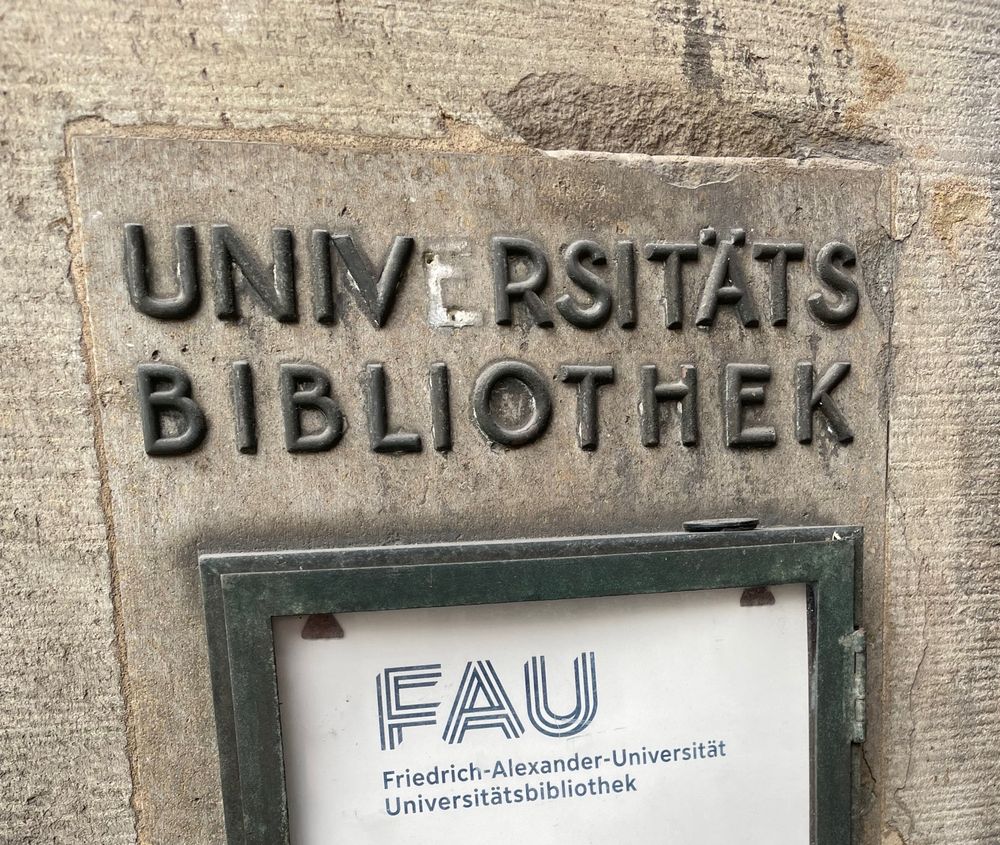 UNIVERSITÄTS
BIBLIOTHEK
FAU
Friedrich-Alexander-Universität
Universitätsbibliothek